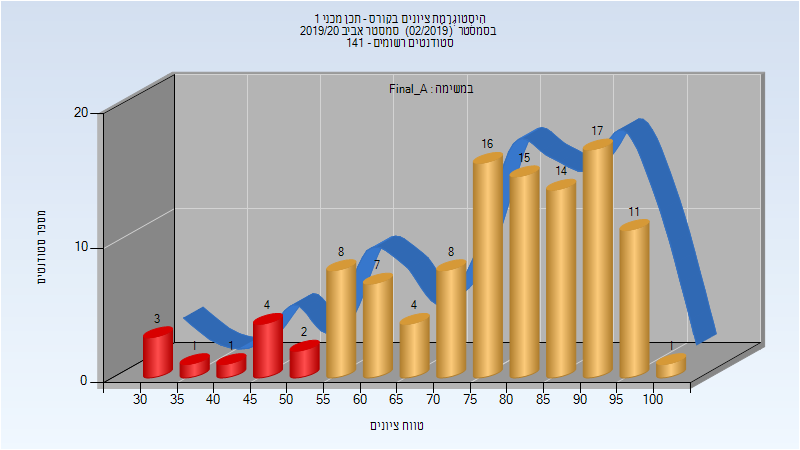 היסטוגרמת ציונים בקורס - תכן מכני 1
בסמסטר (02/2019) סמסטר אביב 2019/20
סטודנטים רשומים - 141
במשימה : Final_A
מספר סטודנטים
20
10
0
3
1
1
4
2
8
7
4
8
16
15
14
17
11
1
30 35 40 45 50 55 60 65 70 75 80 85 90 95 100
טווח ציונים